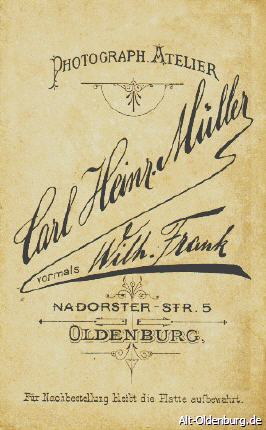 PHOTOGRAPH. ATELIER
Carl Heinr. Müller
vormals Wilh. Frank
NADORSTER-STR. 5
OLDENBURG,
Für Nachbestellung bleibt die Platte aufbewahrt.
Alt-Oldenburg.de